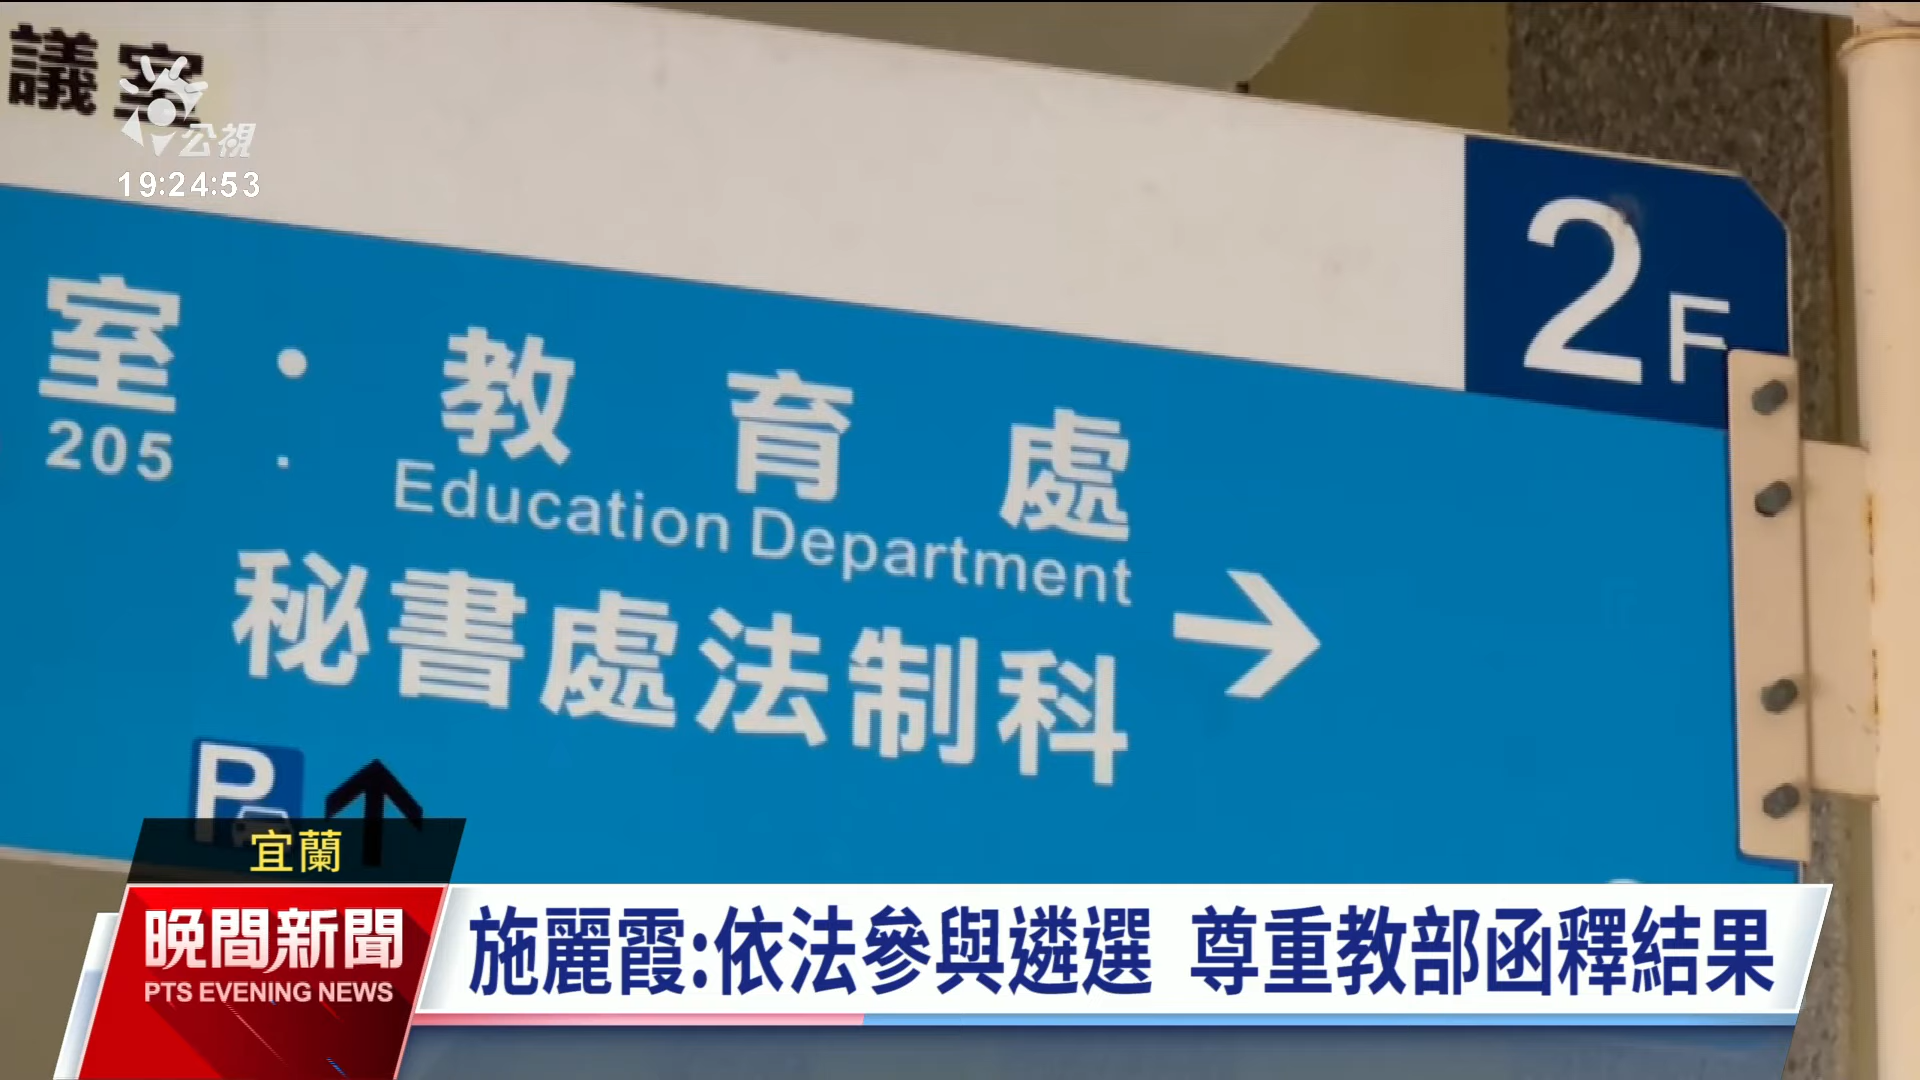 議室
公視
19:24:53
2F
室・教育處
205 . Education Department
秘書處法制科
P
宜蘭
晚間新聞
PTS EVENING NEWS
施麗霞:依法參與遴選 尊重教部函釋結果